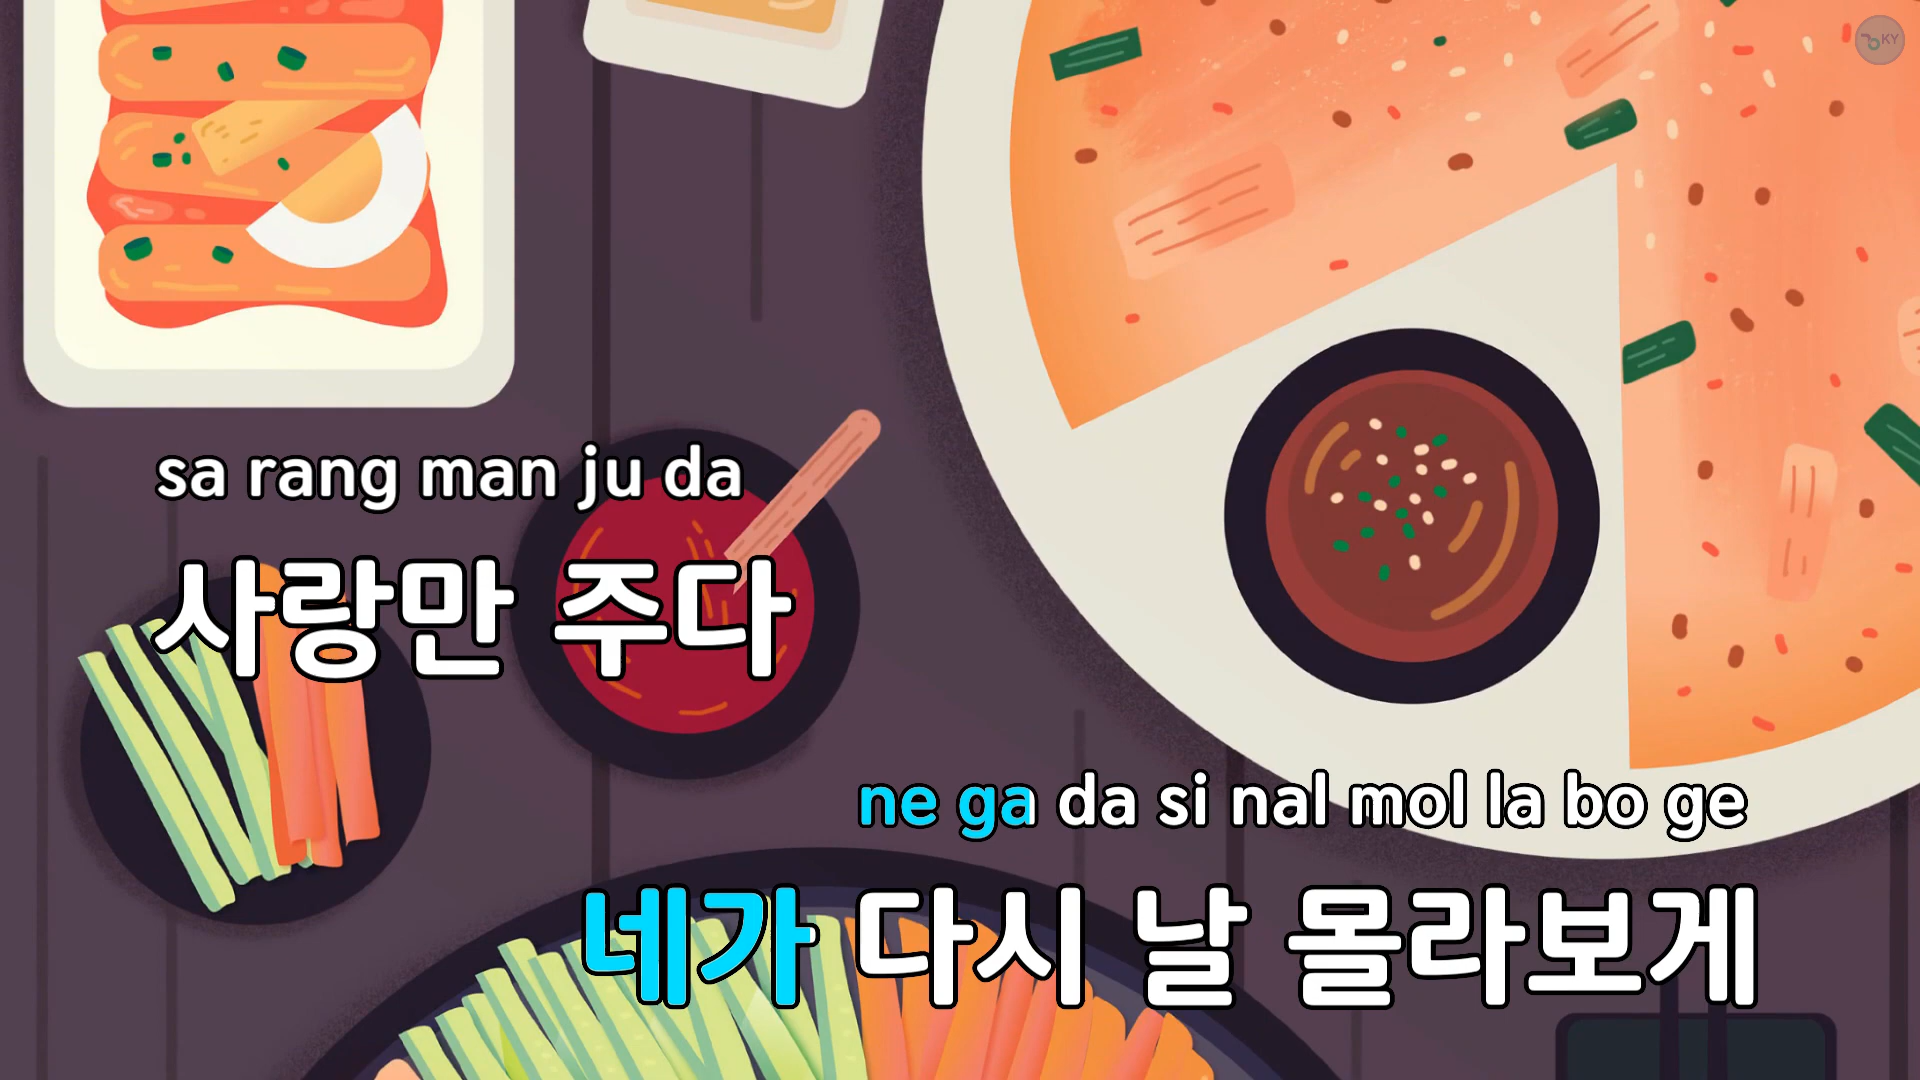 KY
sa rang man ju da
사랑만 주다
ne ga da si nal mol la bo ge
네가 다시 날 몰라보게